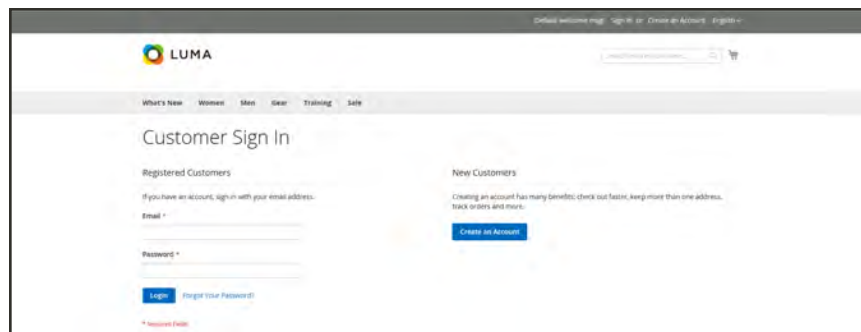 Default welcome msg! Sign In or Create an Account English
LUMA
What's New Women Men Gear Training Sale
Customer Sign In
Registered Customers
If you have an account, sign in with your email address.
Email *
Password *
Login Forgot Your Password?
* Required Fields
New Customers
Creating an account has many benefits: check out faster, keep more than one address,
track orders and more.
Create an Account